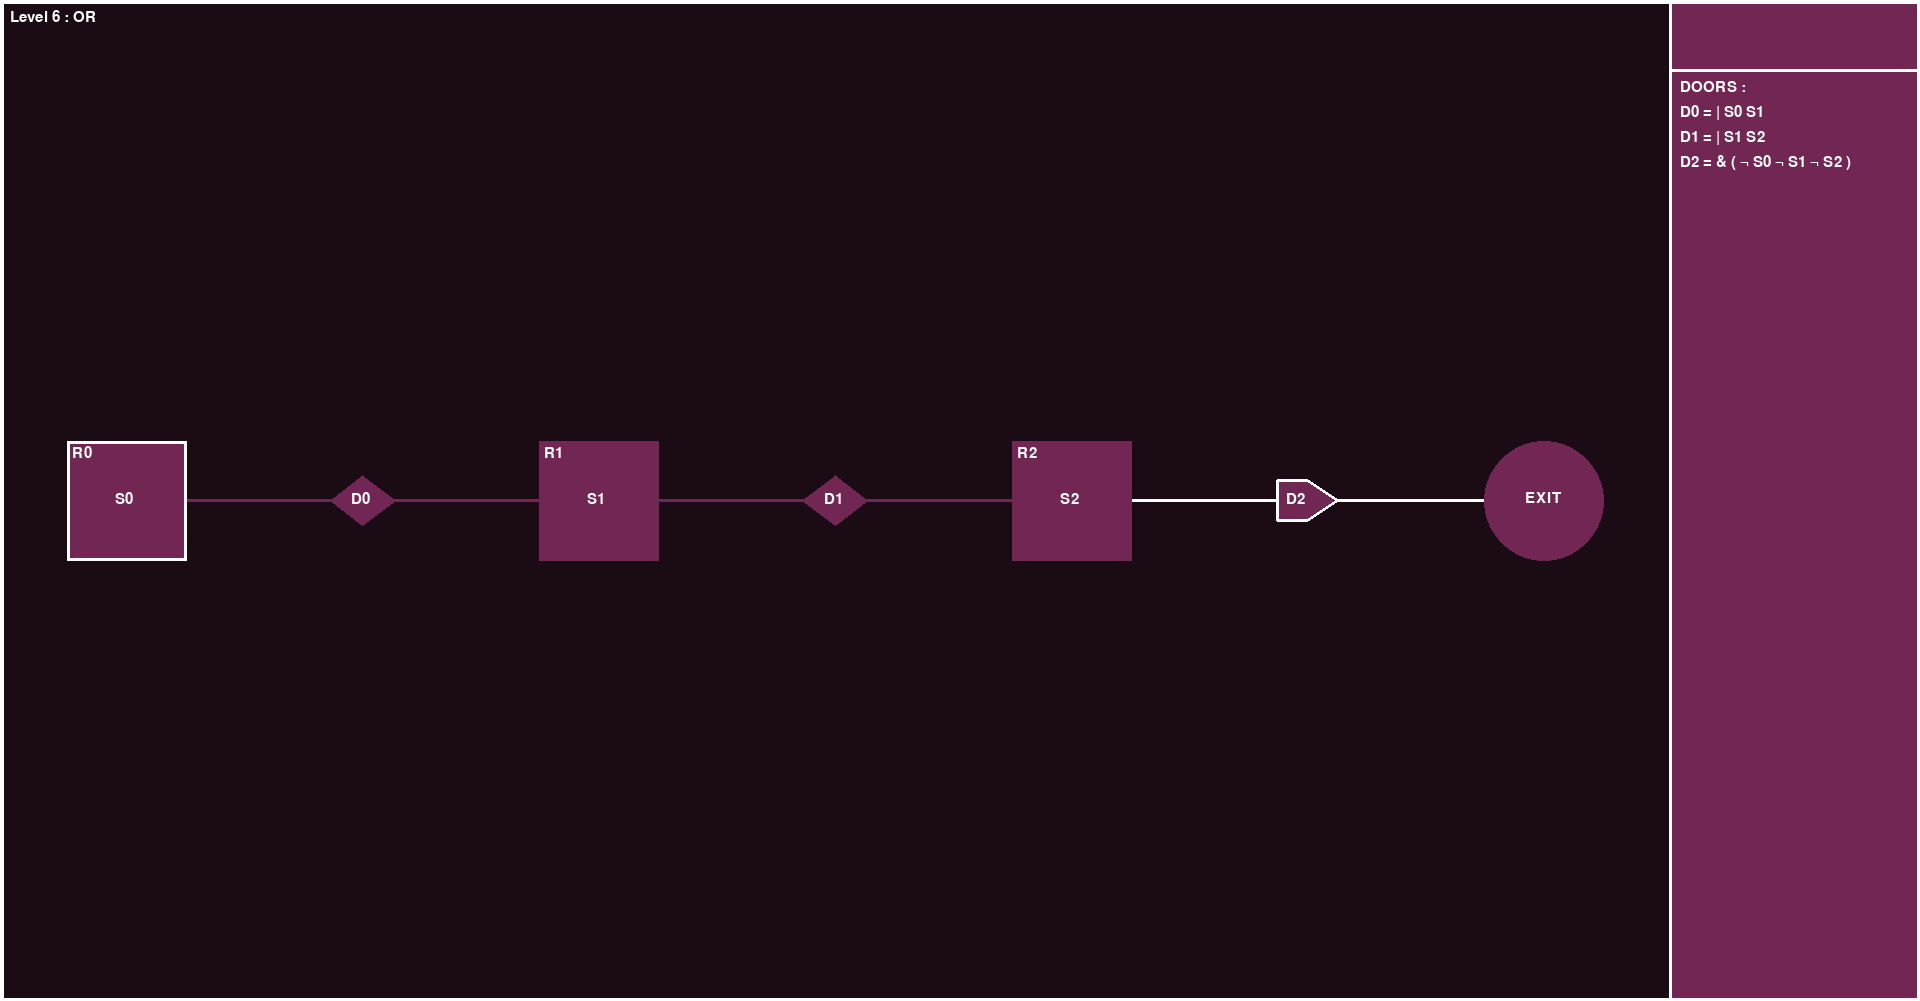 Level 6 : OR
DOORS :
D0 = | S0 S1
D1 = | S1 S2
D2 = & ( ¬ S0 ¬ S1 ¬ S2 )
R0
S0
D0
R1
S1
D1
R2
S2
D2
EXIT